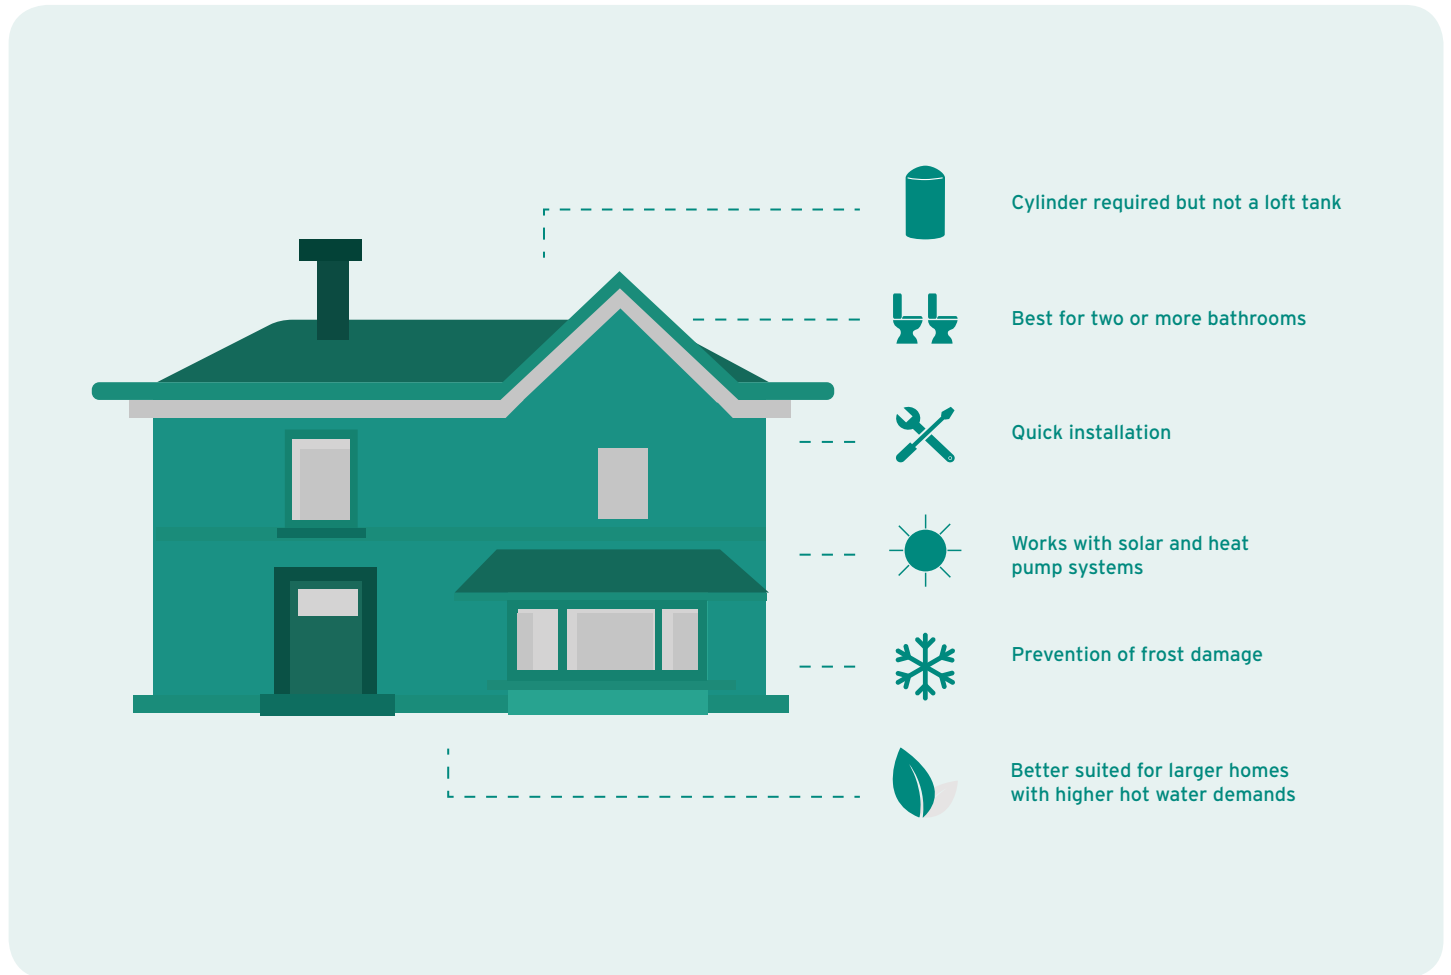 Cylinder required but not a loft tank
Best for two or more bathrooms
Quick installation
Works with solar and heat
pump systems
Prevention of frost damage
Better suited for larger homes
with higher hot water demands